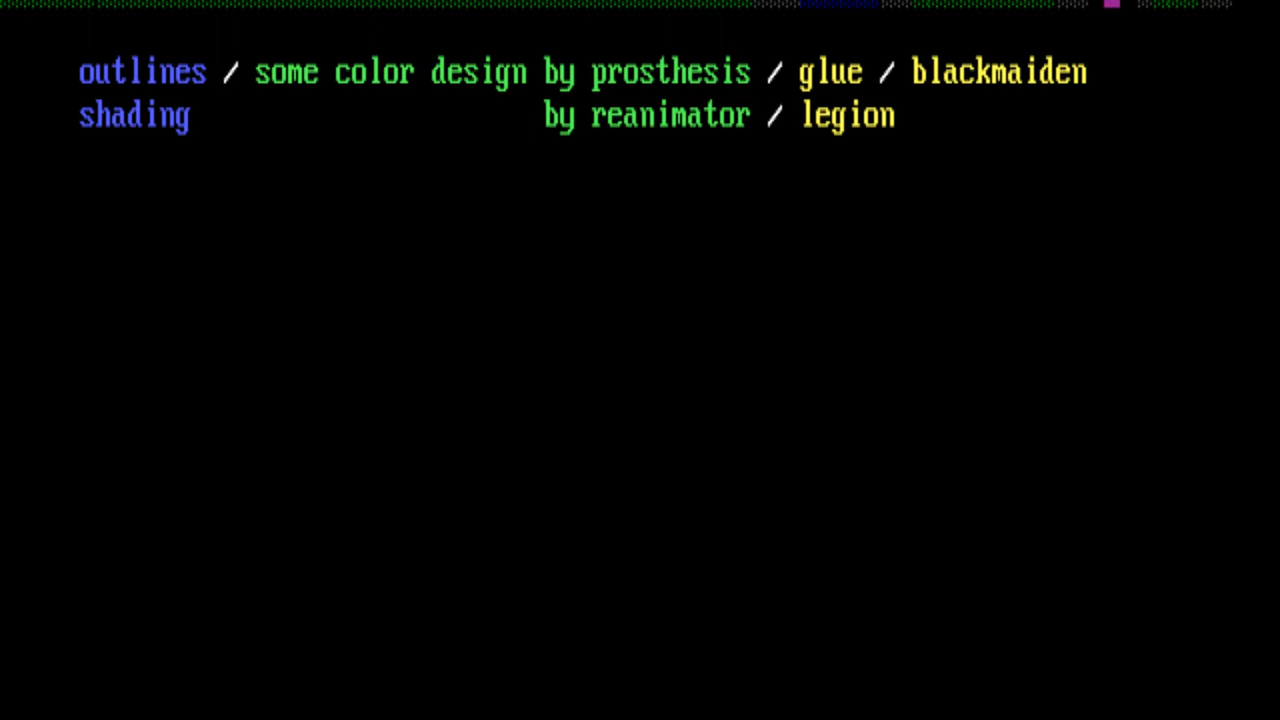 outlines / some color design by prosthesis / glue / blackmaiden
shading by reanimator / legion